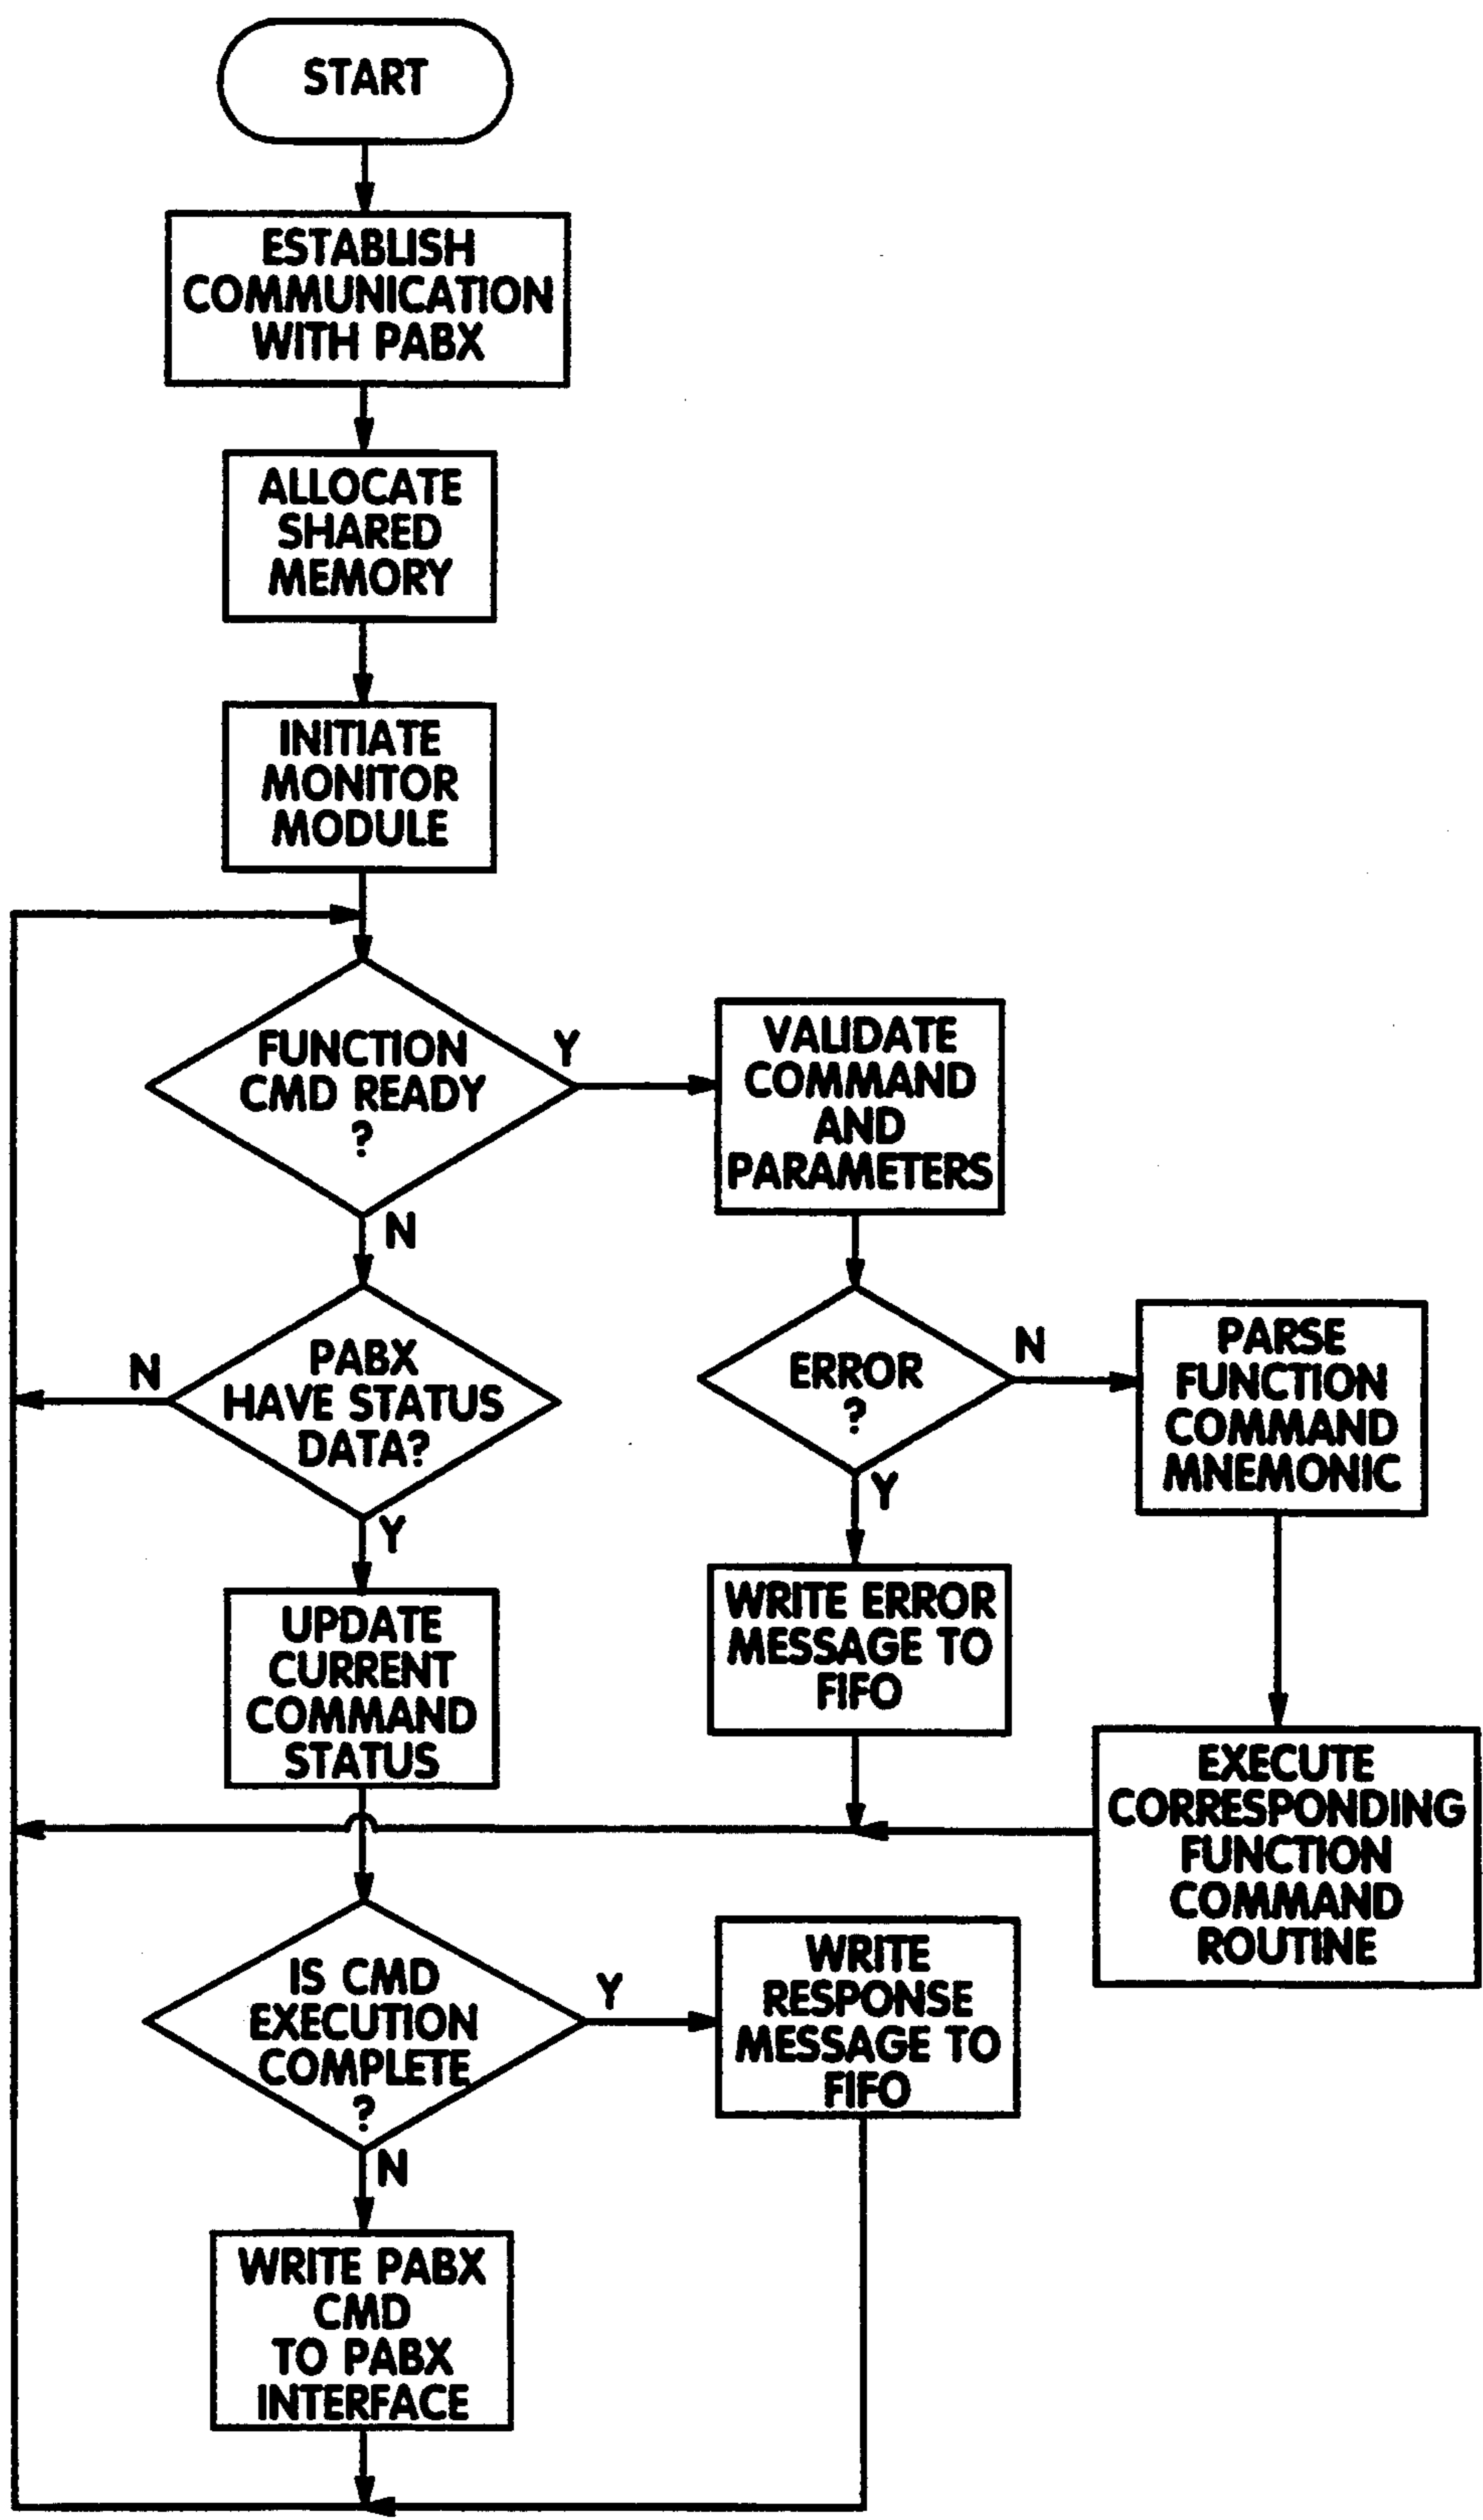 START
ESTABLISH
COMMUNICATION
WITH PABX
ALLOCATE
SHARED
MEMORY
INITIATE
MONITOR
MODULE
FUNCTION
CMD READY
?
Y
N
VALIDATE
COMMAND
AND
PARAMETERS
PABX
HAVE STATUS
DATA?
N
Y
ERROR
?
N
Y
PARSE
FUNCTION
COMMAND
MNEMONIC
UPDATE
CURRENT
COMMAND
STATUS
WRITE ERROR
MESSAGE TO
FIFO
EXECUTE
CORRESPONDING
FUNCTION
COMMAND
ROUTINE
IS CMD
EXECUTION
COMPLETE
?
Y
N
WRITE
RESPONSE
MESSAGE TO
FIFO
WRITE PABX
CMD
TO PABX
INTERFACE